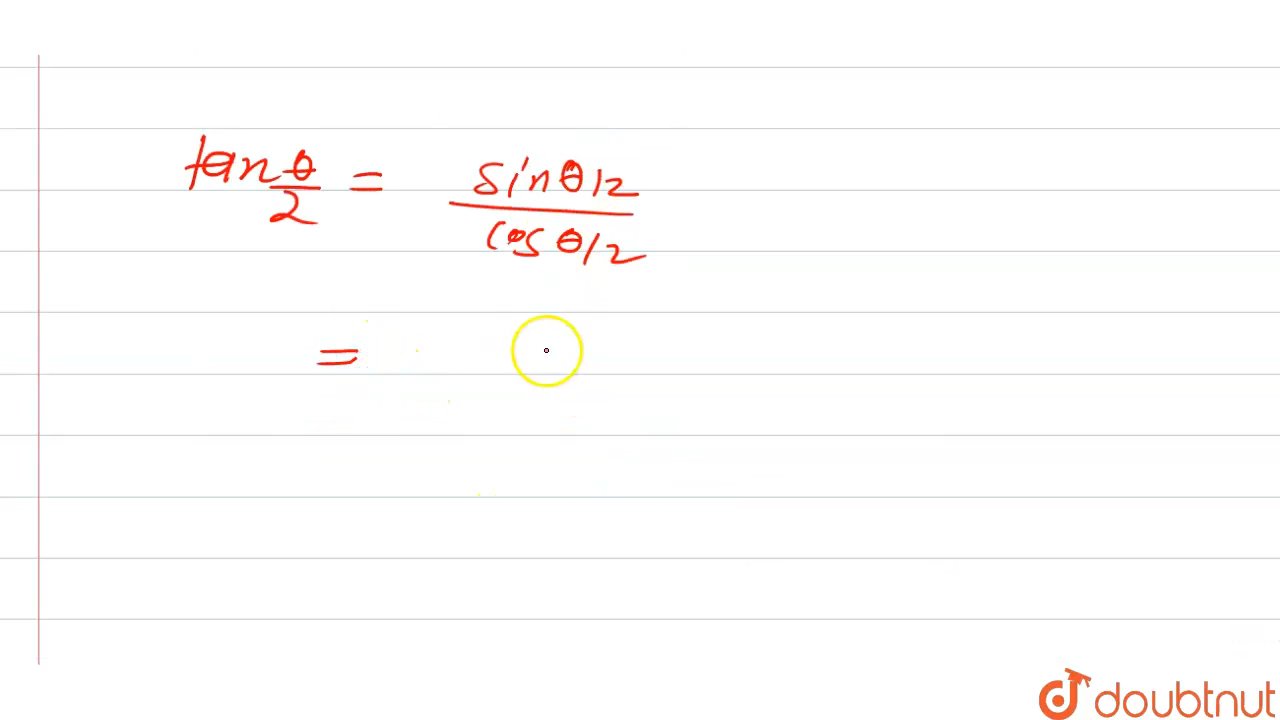 tan θ/2 = sin θ/2 / cos θ/2
=
doubtnut